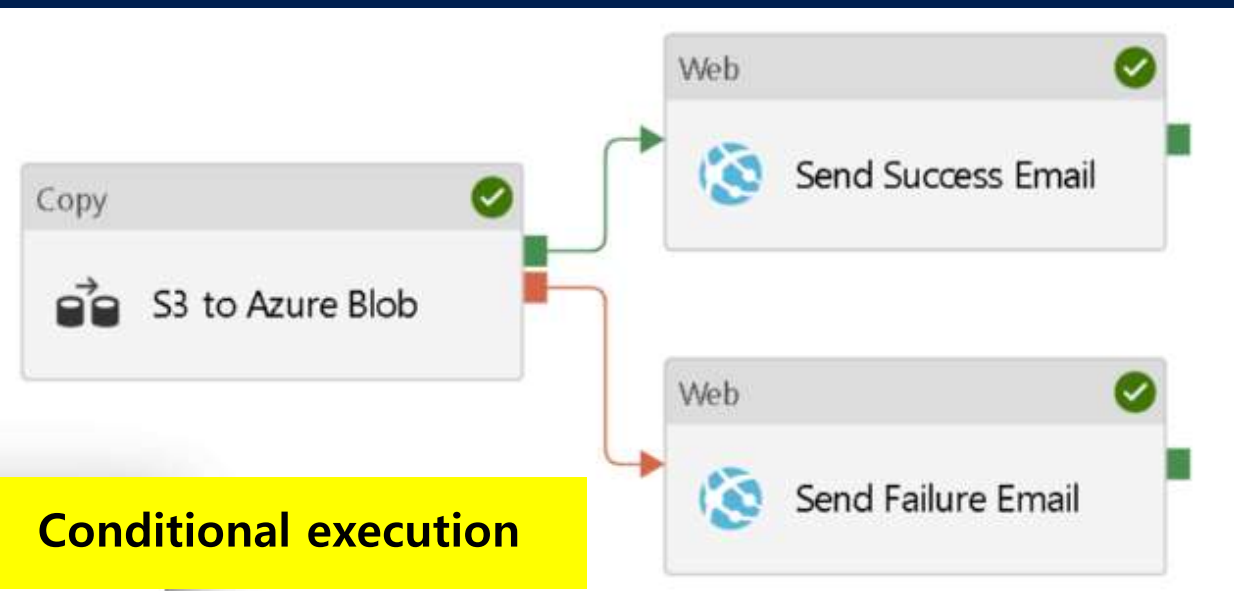 Copy
S3 to Azure Blob
Web
Send Success Email
Web
Send Failure Email
Conditional execution